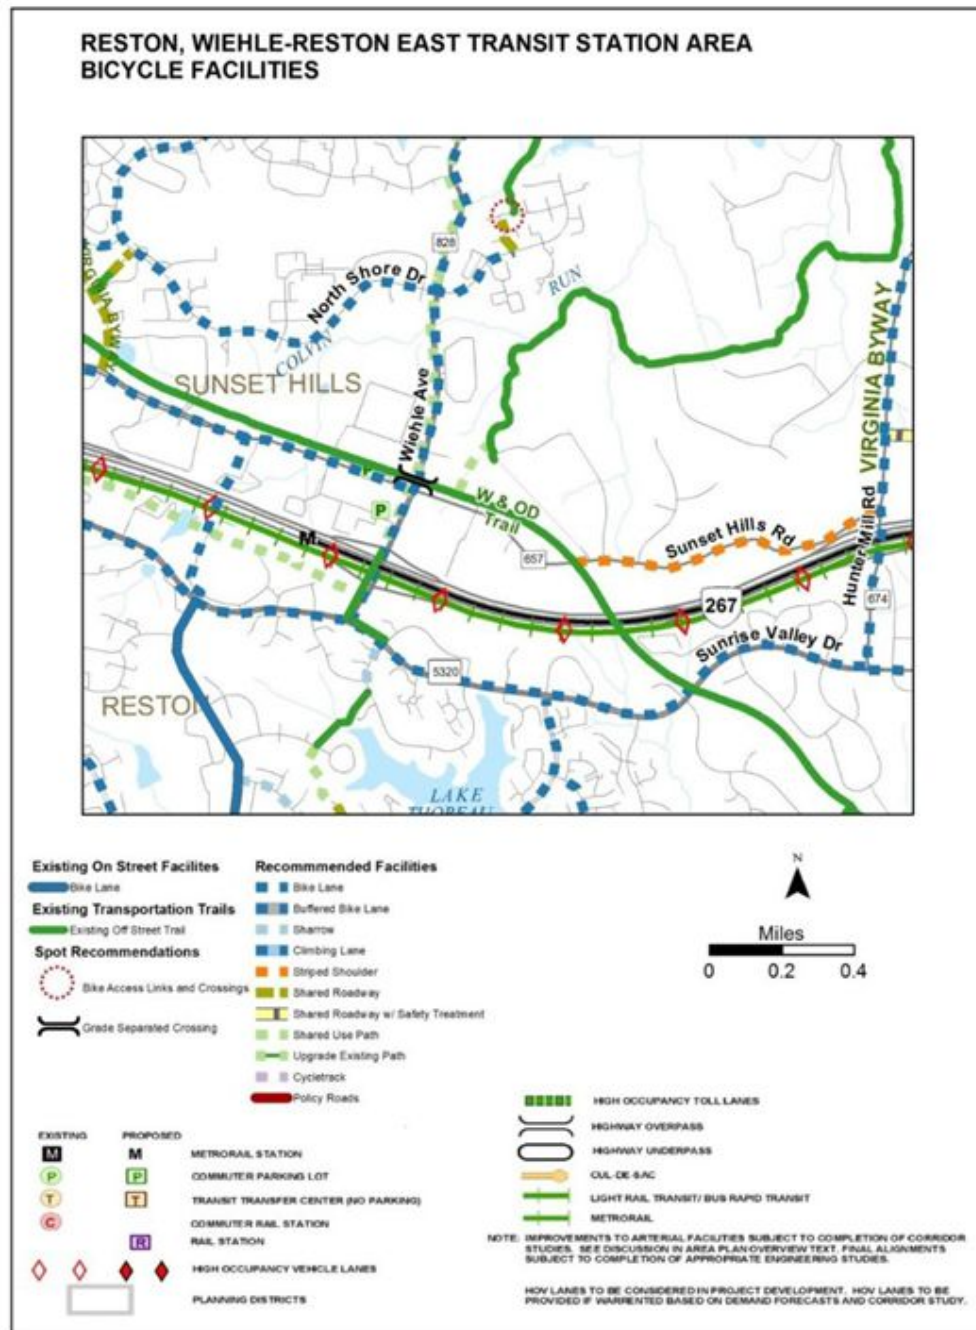 RESTON, WIEHLE-RESTON EAST TRANSIT STATION AREA
BICYCLE FACILITIES
828
North Shore Dr
RUN
COLVIN
VIRGINIA BYWAY
SUNSET HILLS
Wiehle Ave
VIRGINIA BYWAY
P
W & OD
Trail
M
657
Sunset Hills Rd
Hunter Mill Rd
267
674
Sunrise Valley Dr
5320
RESTON
LAKE
THOREAU
Existing On Street Facilites
Bike Lane
Existing Transportation Trails
Existing Off Street Trail
Spot Recommendations
Bike Access Links and Crossings
Grade Separated Crossing
Recommmended Facilities
Bike Lane
Buffered Bike Lane
Sharrow
Climbing Lane
Striped Shoulder
Shared Roadway
Shared Roadway w/ Safety Treatment
Shared Use Path
Upgrade Existing Path
Cycletrack
Policy Roads
N
Miles
0 0.2 0.4
EXISTING PROPOSED
M M METRORAIL STATION
P P COMMUTER PARKING LOT
T T TRANSIT TRANSFER CENTER (NO PARKING)
C COMMUTER RAIL STATION
R RAIL STATION
HIGH OCCUPANCY VEHICLE LANES
PLANNING DISTRICTS
HIGH OCCUPANCY TOLL LANES
HIGHWAY OVERPASS
HIGHWAY UNDERPASS
CUL-DE-SAC
LIGHT RAIL TRANSIT/ BUS RAPID TRANSIT
METRORAIL
NOTE: IMPROVEMENTS TO ARTERIAL FACILITIES SUBJECT TO COMPLETION OF CORRIDOR
STUDIES. SEE DISCUSSION IN AREA PLAN OVERVIEW TEXT. FINAL ALIGNMENTS
SUBJECT TO COMPLETION OF APPROPRIATE ENGINEERING STUDIES.
HOV LANES TO BE CONSIDERED IN PROJECT DEVELOPMENT. HOV LANES TO BE
PROVIDED IF WARRENTED BASED ON DEMAND FORECASTS AND CORRIDOR STUDY.